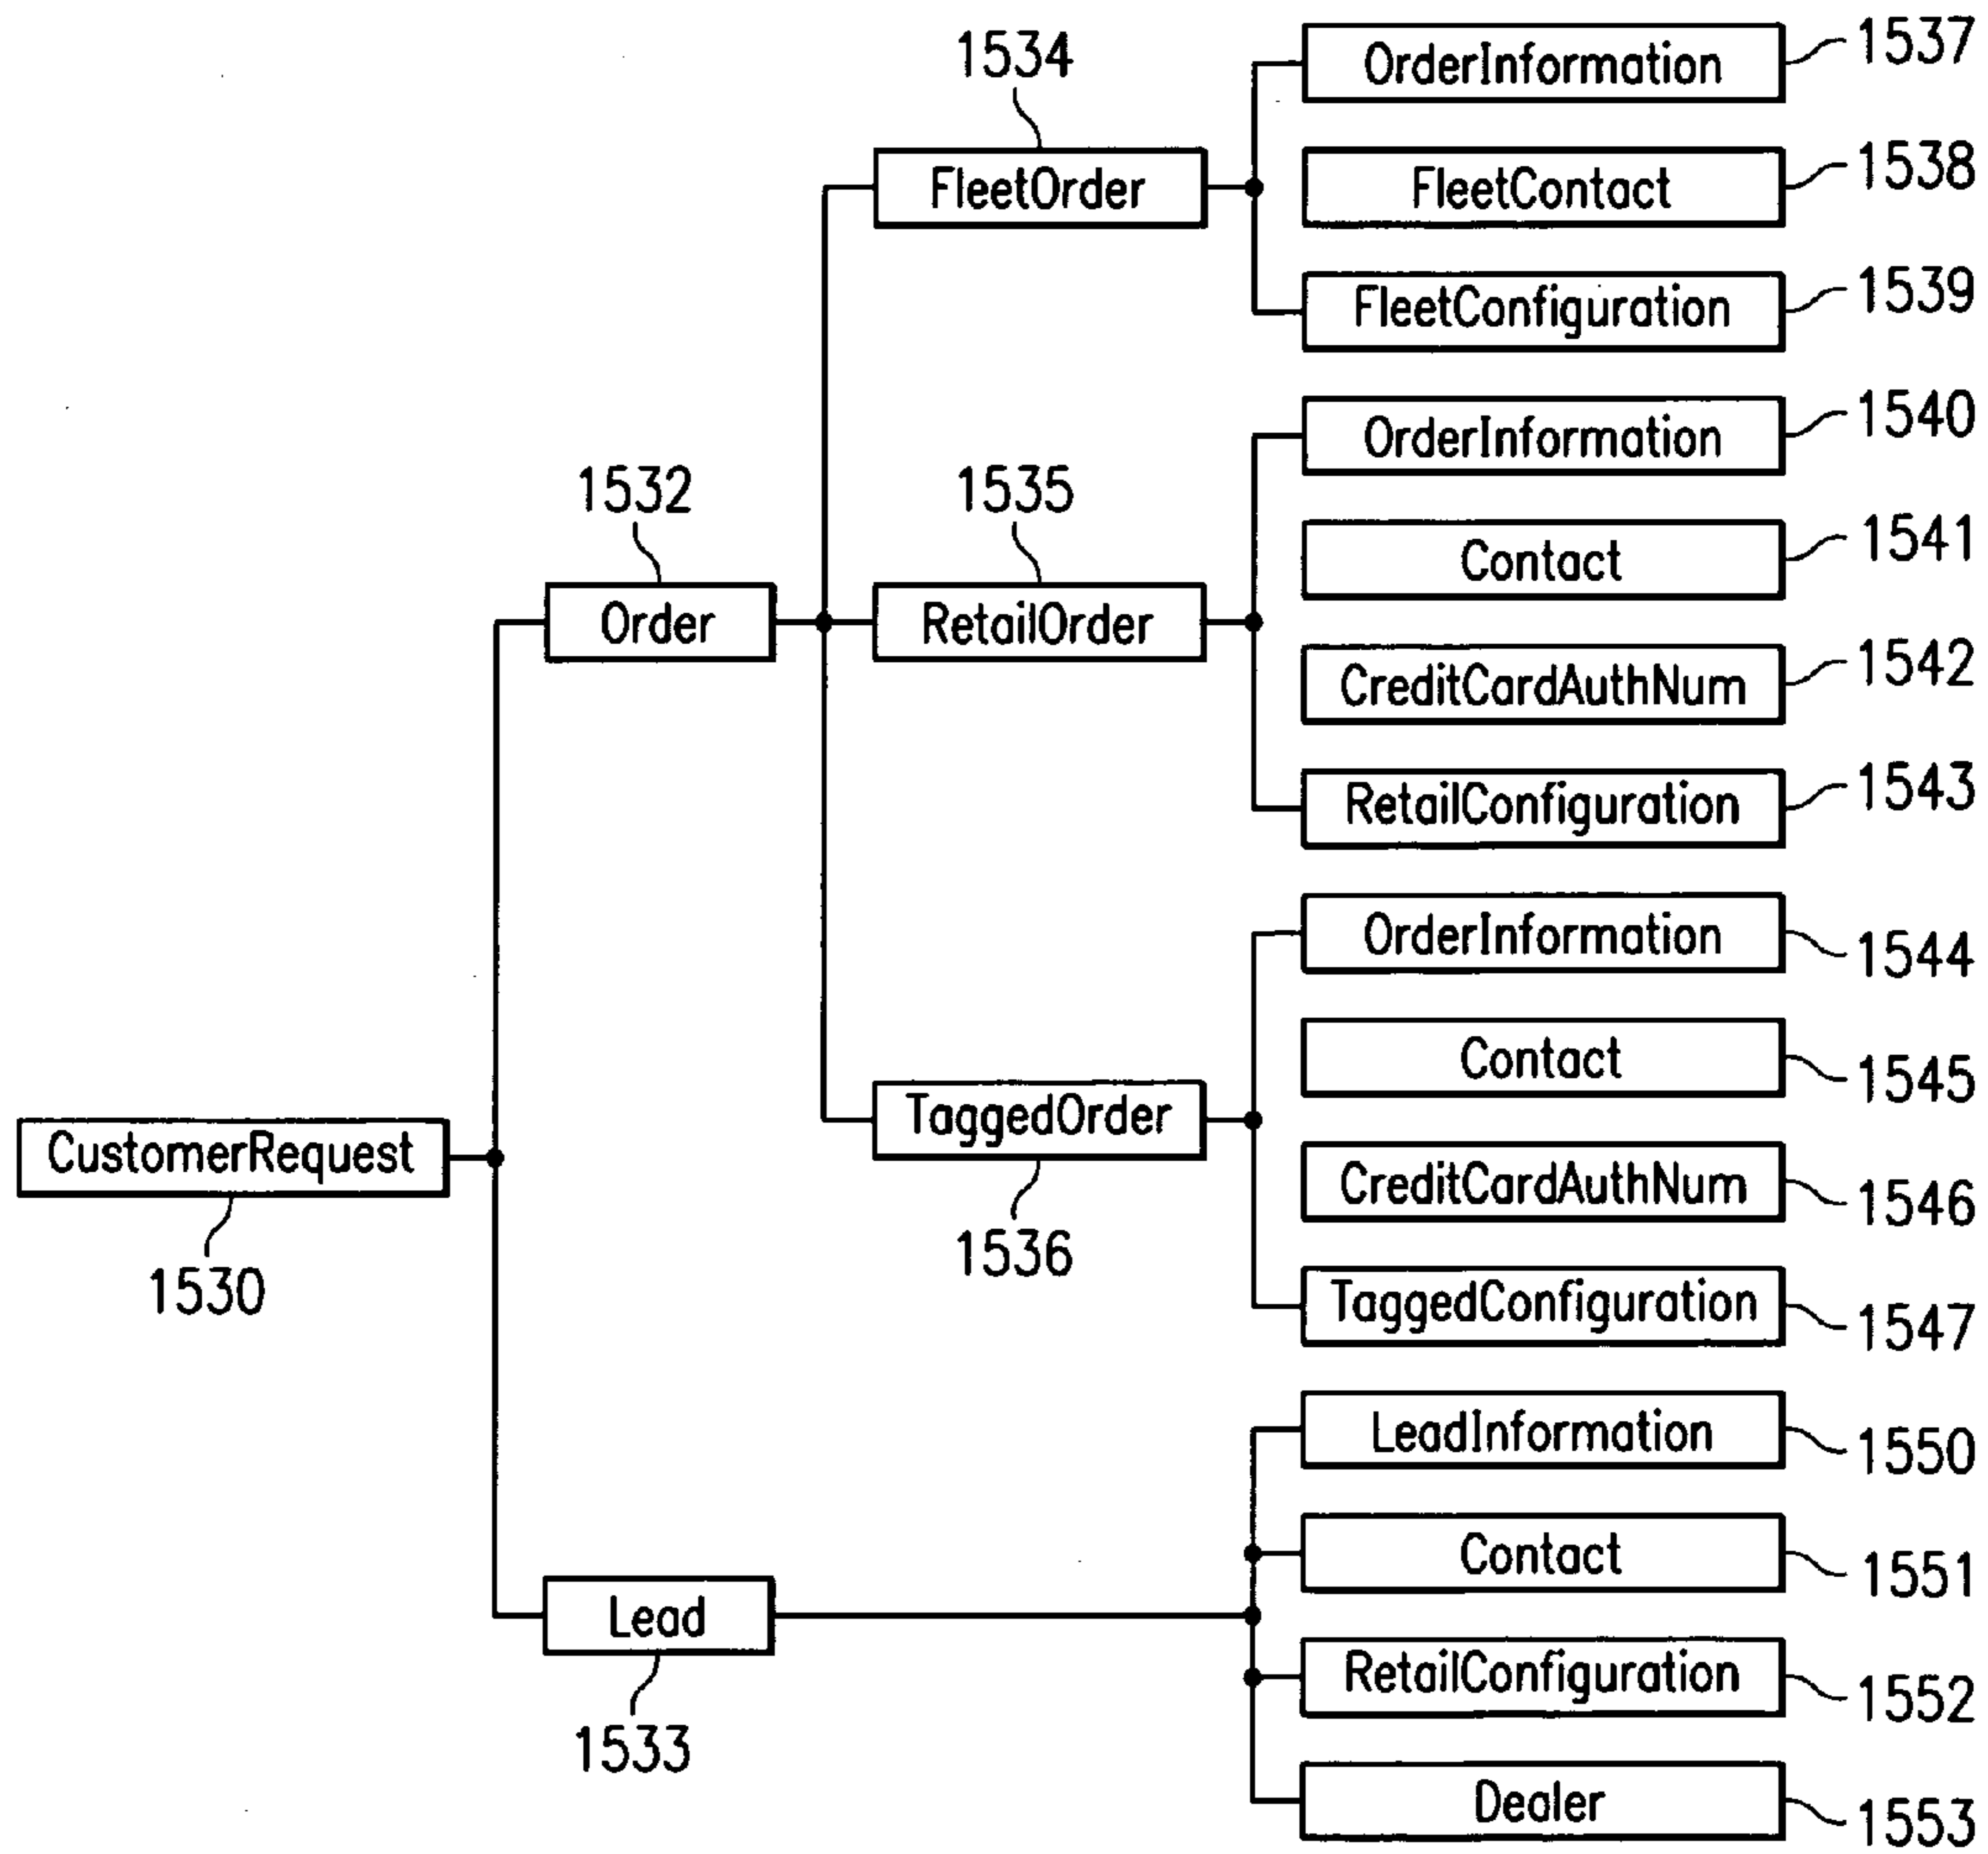 1537
OrderInformation
1534
1538
FleetOrder
FleetContact
1539
FleetConfiguration
1540
OrderInformation
1532
1535
1541
Contact
Order
RetailOrder
1542
CreditCardAuthNum
1543
RetailConfiguration
OrderInformation
1544
Contact
1545
TaggedOrder
CustomerRequest
CreditCardAuthNum
1546
1536
1530
TaggedConfiguration
1547
LeadInformation
1550
Contact
1551
Lead
RetailConfiguration
1552
1533
Dealer
1553